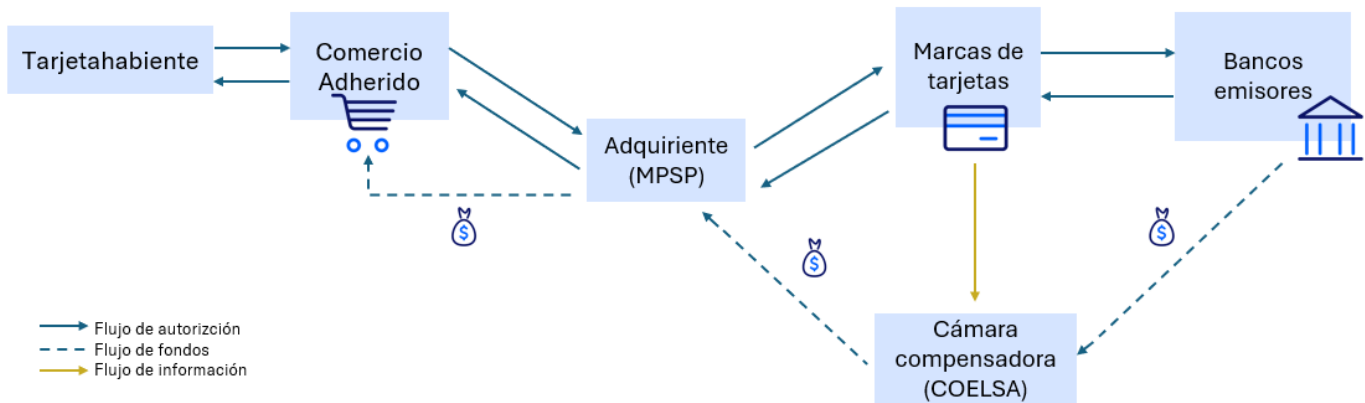 Tarjetahabiente
Comercio
Adherido
Adquiriente
(MPSP)
Marcas de
tarjetas
Bancos
emisores
$
$
$
Cámara
compensadora
(COELSA)
Flujo de autorizción
Flujo de fondos
Flujo de información